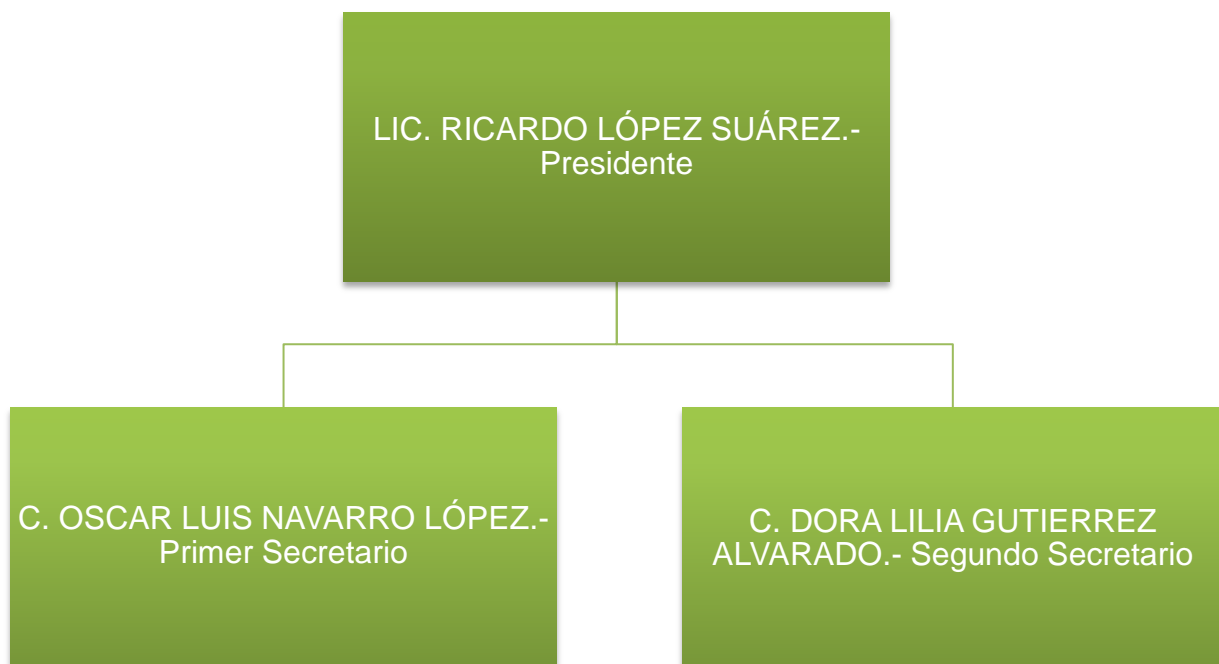 LIC. RICARDO LÓPEZ SUÁREZ.-
Presidente
C. OSCAR LUIS NAVARRO LÓPEZ.-
Primer Secretario
C. DORA LILIA GUTIERREZ
ALVARADO.- Segundo Secretario